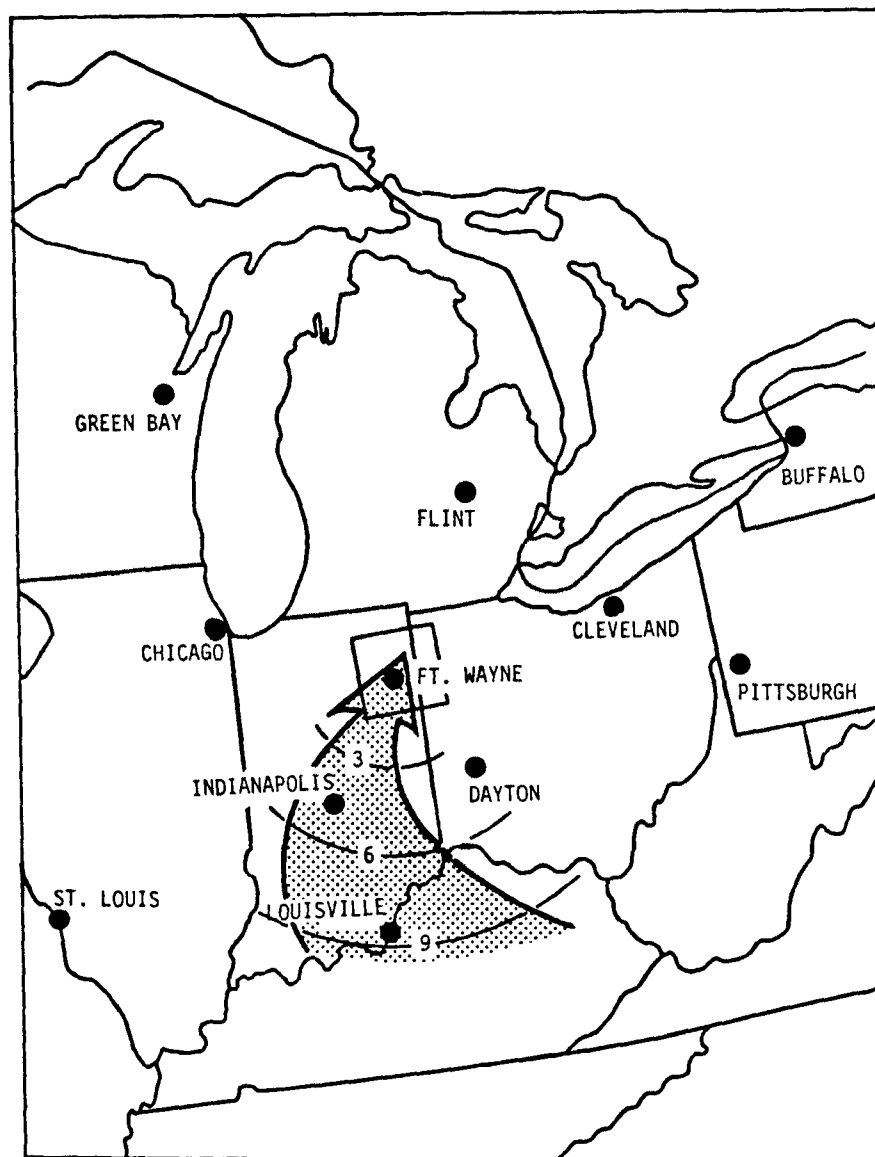 GREEN BAY
BUFFALO
FLINT
CLEVELAND
CHICAGO
FT. WAYNE
PITTSBURGH
3
INDIANAPOLIS
DAYTON
6
ST. LOUIS
LOUISVILLE
9